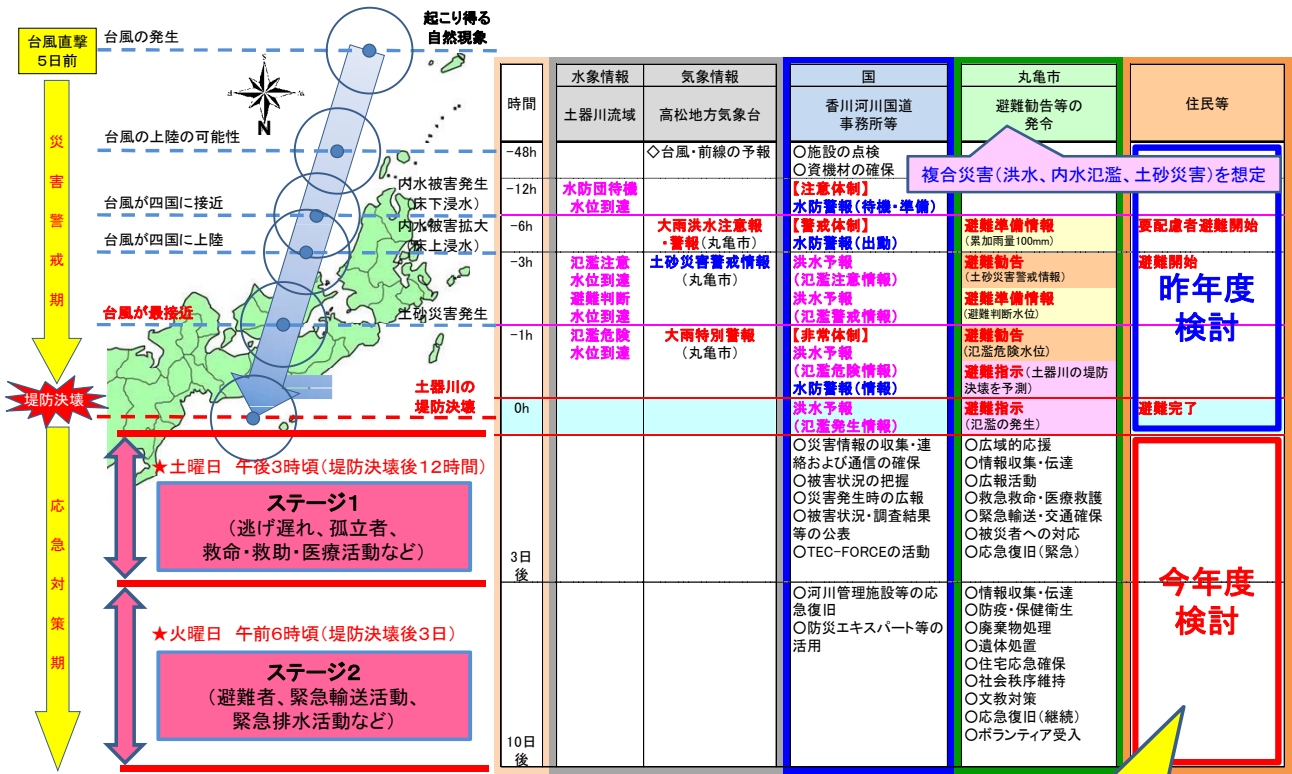 台風直撃
5日前
災害警戒期
堤防決壊
応急対策期
起こり得る
自然現象
台風の発生
N
台風の上陸の可能性
内水被害発生
(床下浸水)
台風が四国に接近
内水被害拡大
(床上浸水)
台風が四国に上陸
台風が最接近
土砂災害発生
土器川の
堤防決壊
★土曜日 午後3時頃(堤防決壊後12時間)
ステージ1
(逃げ遅れ、孤立者、
救命・救助・医療活動など)
★火曜日 午前6時頃(堤防決壊後3日)
ステージ2
(避難者、緊急輸送活動、
緊急排水活動など)
時間
水象情報
気象情報
国
丸亀市
住民等
土器川流域
高松地方気象台
香川河川国道
事務所等
避難勧告等の
発令
複合災害(洪水、内水氾濫、土砂災害)を想定
-48h
◇台風・前線の予報
○施設の点検
○資機材の確保
-12h
水防団待機
水位到達
【注意体制】
水防警報(待機・準備)
-6h
大雨洪水注意報
・警報(丸亀市)
【警戒体制】
水防警報(出動)
避難準備情報
(累加雨量100mm)
要配慮者避難開始
-3h
氾濫注意
水位到達
避難判断
水位到達
土砂災害警戒情報
(丸亀市)
洪水予報
(氾濫注意情報)
洪水予報
(氾濫警戒情報)
避難勧告
(土砂災害警戒情報)
避難準備情報
(避難判断水位)
避難開始
昨年度
検討
-1h
氾濫危険
水位到達
大雨特別警報
(丸亀市)
【非常体制】
洪水予報
(氾濫危険情報)
水防警報(情報)
避難勧告
(氾濫危険水位)
避難指示(土器川の堤防
決壊を予測)
0h
洪水予報
(氾濫発生情報)
避難指示
(氾濫の発生)
避難完了
○災害情報の収集・連
絡および通信の確保
○被害状況の把握
○災害発生時の広報
○被害状況・調査結果
等の公表
○TEC-FORCEの活動
○広域的応援
○情報収集・伝達
○広報活動
○救急救命・医療救護
○緊急輸送・交通確保
○被災者への対応
○応急復旧(緊急)
3日
後
○河川管理施設等の応
急復旧
○防災エキスパート等の
活用
○情報収集・伝達
○防疫・保健衛生
○廃棄物処理
○遺体処置
○住宅応急確保
○社会秩序維持
○文教対策
○応急復旧(継続)
○ボランティア受入
今年度
検討
10日
後